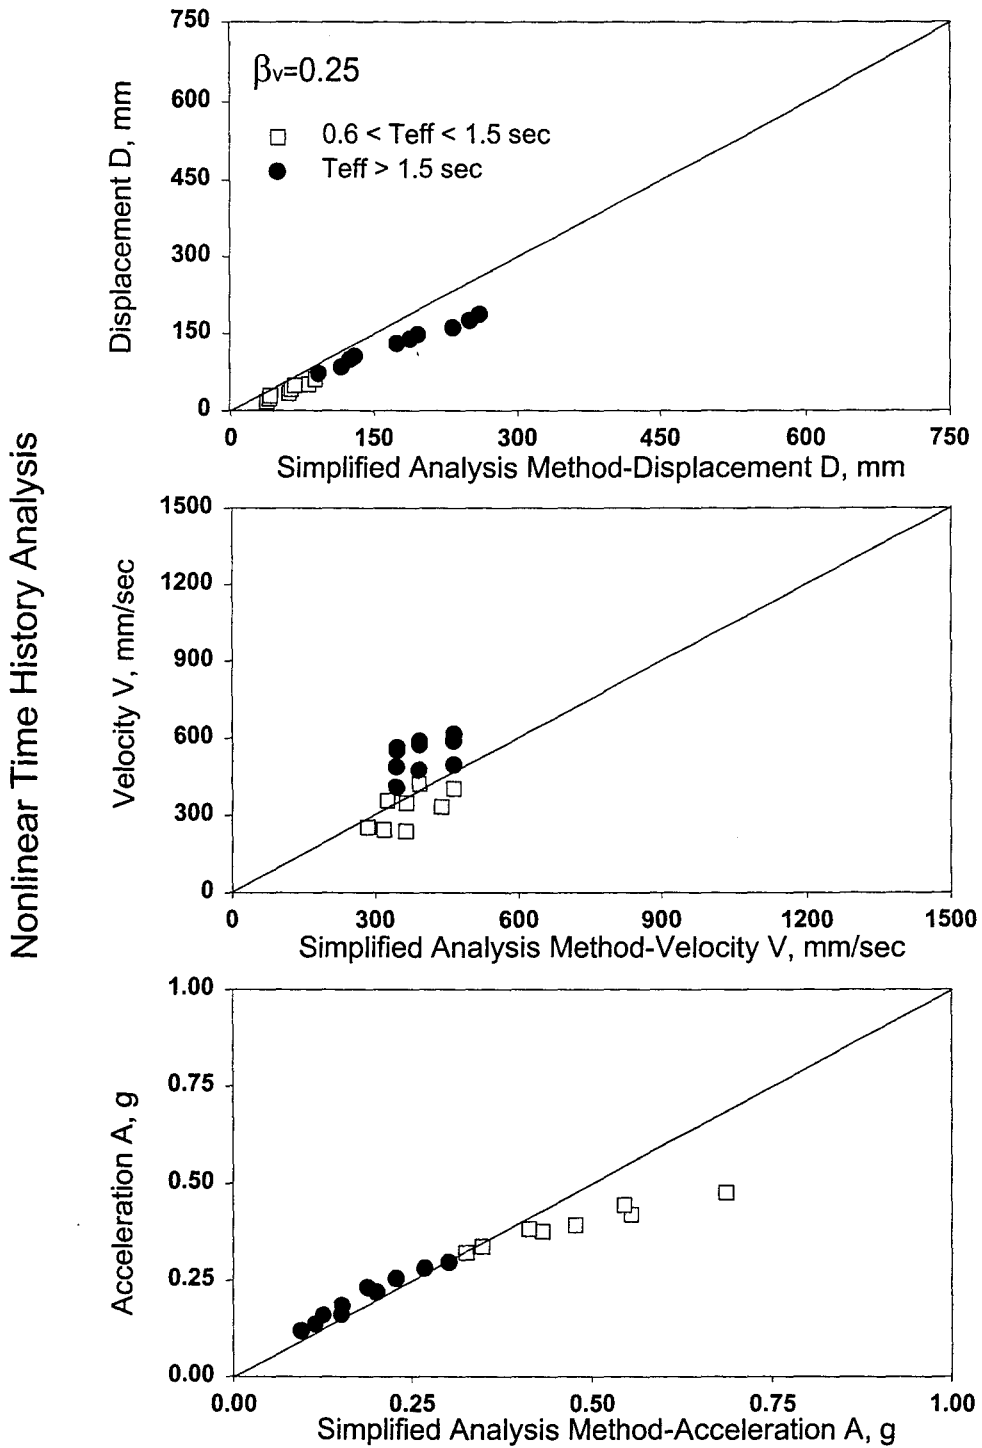 Nonlinear Time History Analysis
βv=0.25
0.6 < Teff < 1.5 sec
Teff > 1.5 sec
Displacement D, mm
750
600
450
300
150
0
0 150 300 450 600 750
Simplified Analysis Method-Displacement D, mm
Velocity V, mm/sec
1500
1200
900
600
300
0
0 300 600 900 1200 1500
Simplified Analysis Method-Velocity V, mm/sec
Acceleration A, g
1.00
0.75
0.50
0.25
0.00
0.00 0.25 0.50 0.75 1.00
Simplified Analysis Method-Acceleration A, g